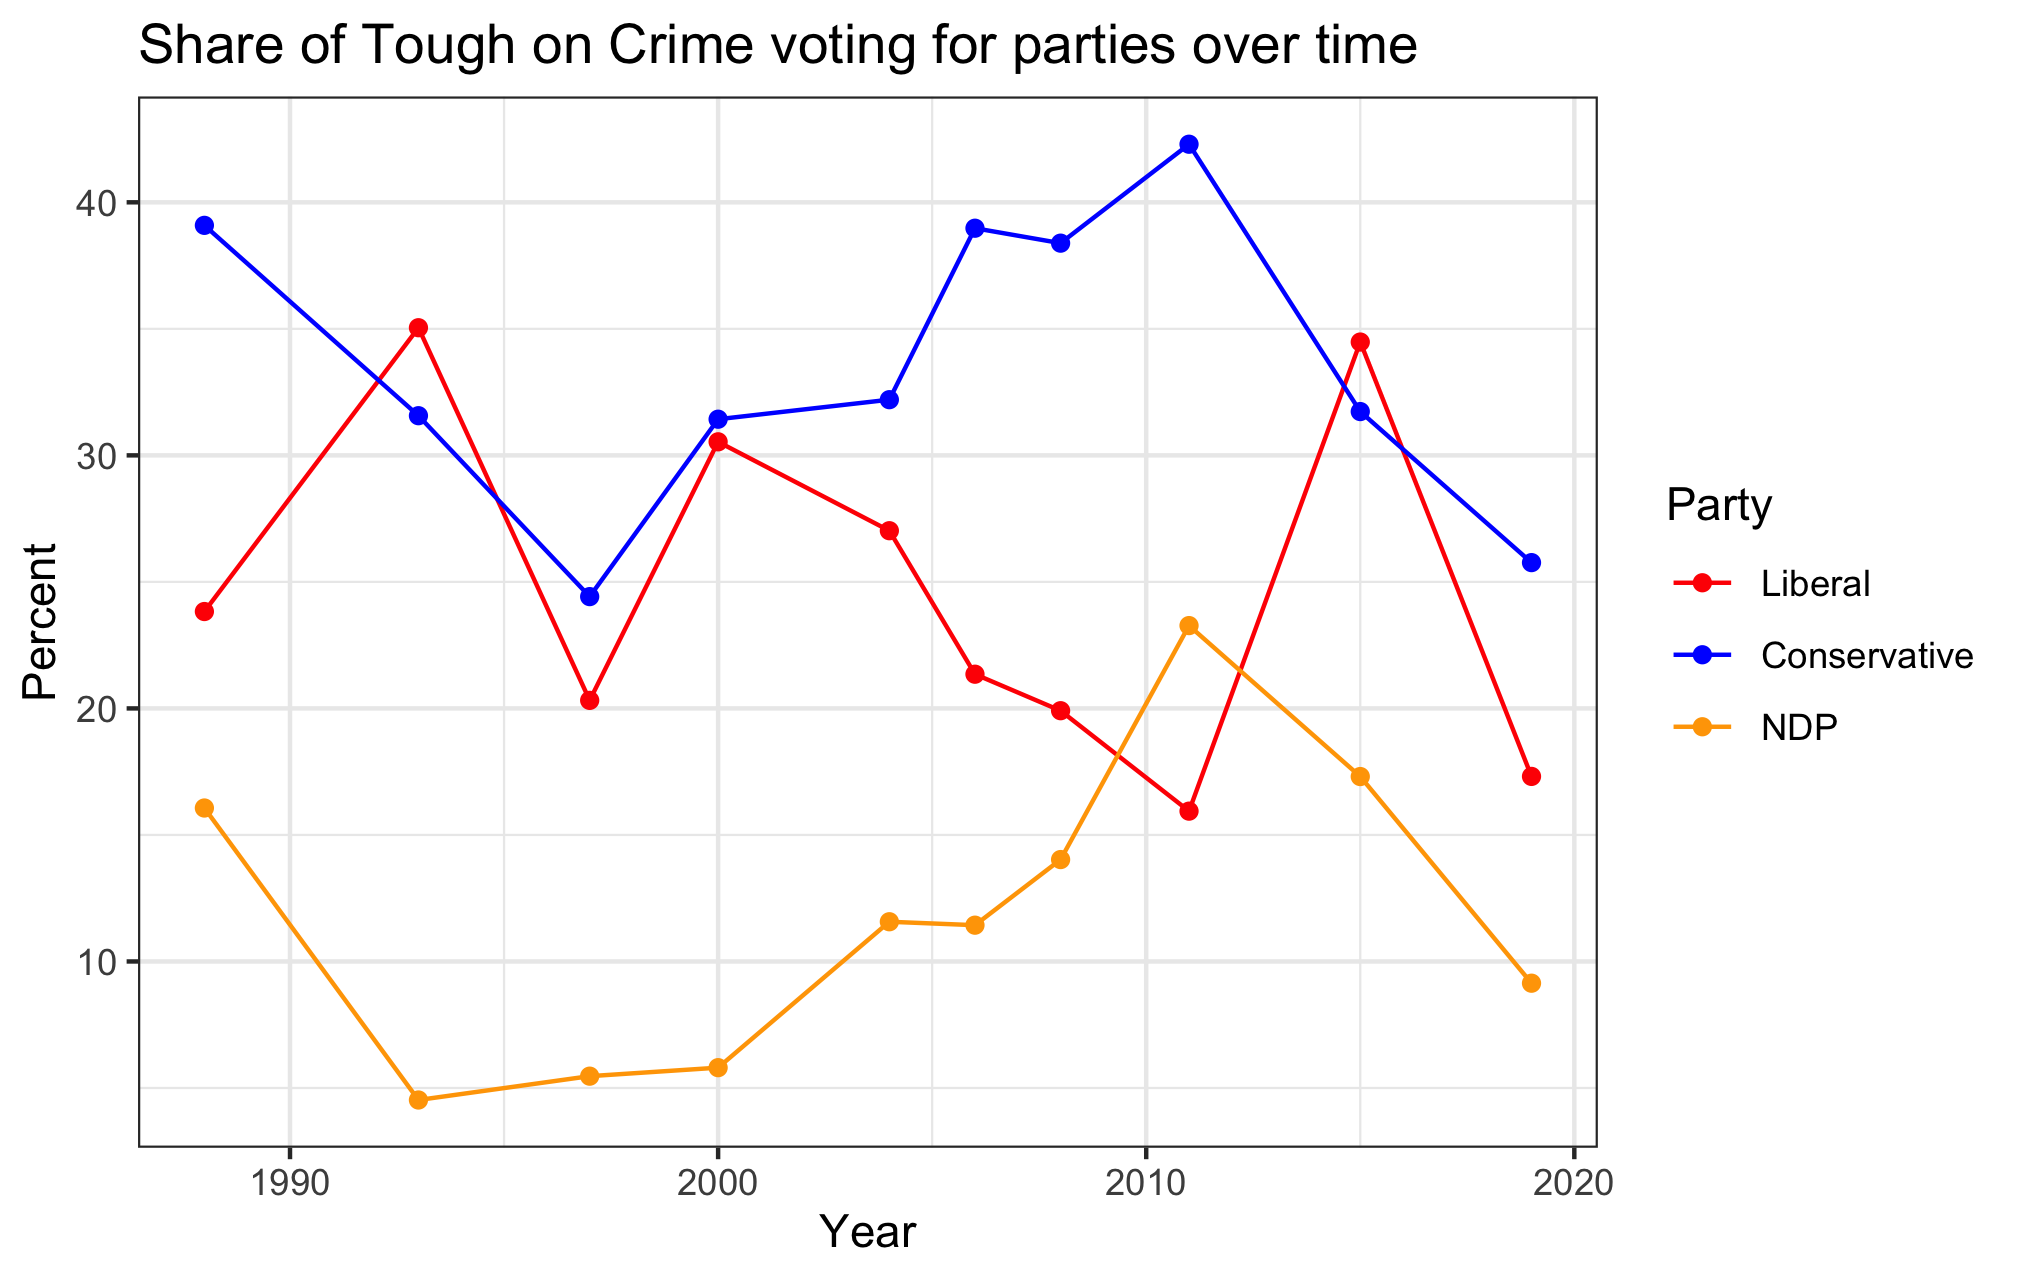 Share of Tough on Crime voting for parties over time
40
30
20
10
Percent
1990
2000
2010
2020
Year
Party
Liberal
Conservative
NDP